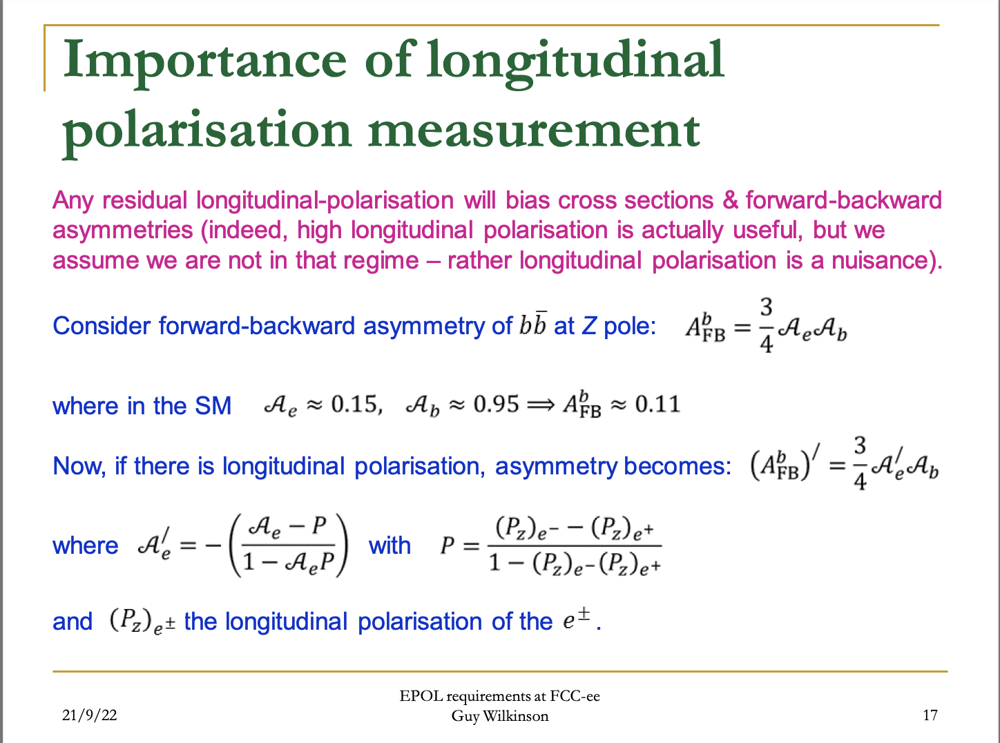 Importance of longitudinal
polarisation measurement
Any residual longitudinal-polarisation will bias cross sections & forward-backward
asymmetries (indeed, high longitudinal polarisation is actually useful, but we
assume we are not in that regime – rather longitudinal polarisation is a nuisance).
Consider forward-backward asymmetry of $b\bar{b}$ at Z pole: $A_{\mathrm{FB}}^{b} = \frac{3}{4}\mathcal{A}_e\mathcal{A}_b$
where in the SM $\mathcal{A}_e \approx 0.15, \; \mathcal{A}_b \approx 0.95 \Longrightarrow A_{\mathrm{FB}}^{b} \approx 0.11$
Now, if there is longitudinal polarisation, asymmetry becomes: $(A_{\mathrm{FB}}^{b})^{/} = \frac{3}{4}\mathcal{A}_e^{/}\mathcal{A}_b$
where $\mathcal{A}_e^{/} = -\left(\frac{\mathcal{A}_e - P}{1 - \mathcal{A}_e P}\right)$ with $P = \frac{(P_z)_{e^-} - (P_z)_{e^+}}{1 - (P_z)_{e^-}(P_z)_{e^+}}$
and $(P_z)_{e^\pm}$ the longitudinal polarisation of the $e^\pm$ .
EPOL requirements at FCC-ee
21/9/22 Guy Wilkinson 17